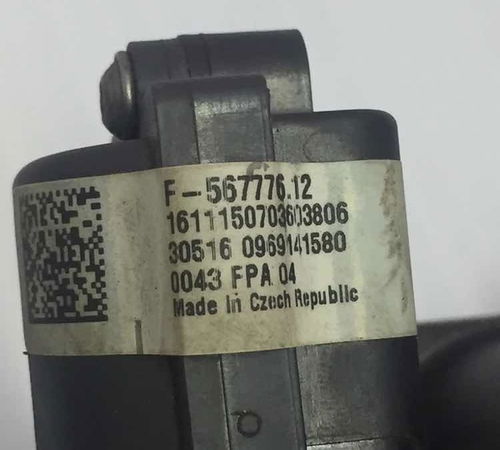 F-567776.12
1611150703603806
30516 0969141580
0043 FPA 04
Made in Czech Republic